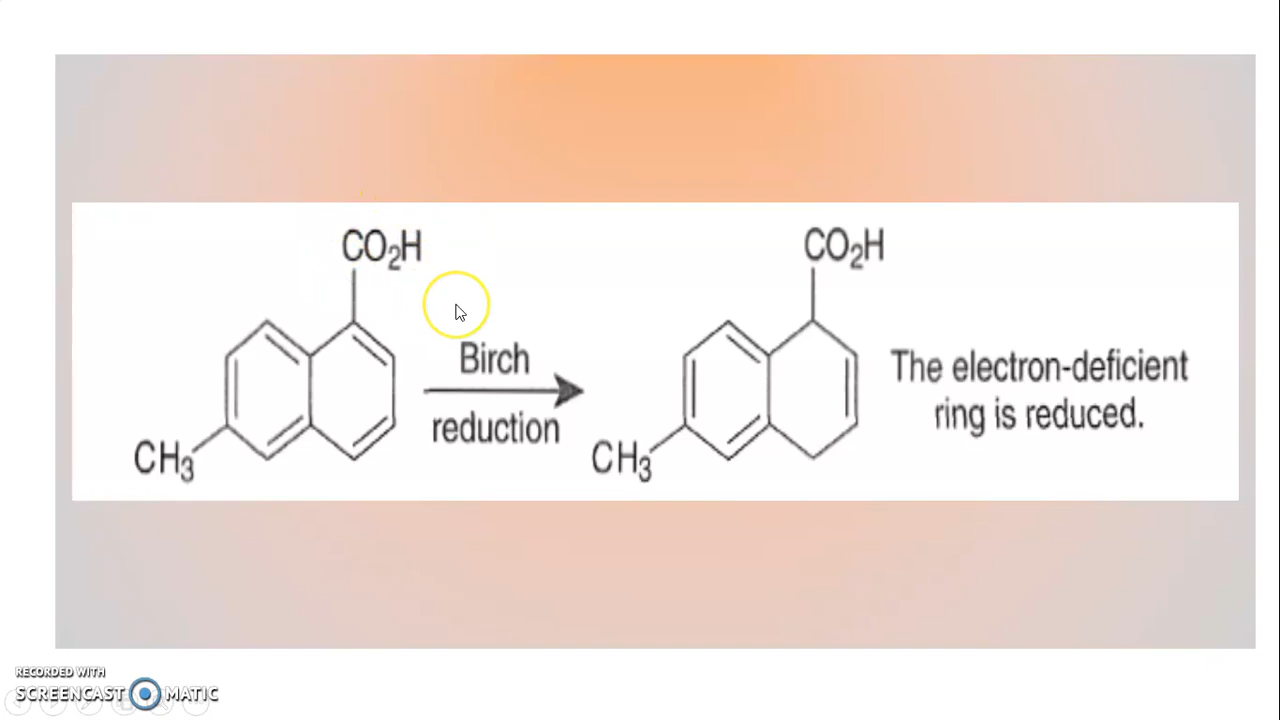 CO₂H
CO₂H
Birch
reduction
The electron-deficient
ring is reduced.
CH₃
CH₃
RECORDED WITH
SCREENCAST MATIC